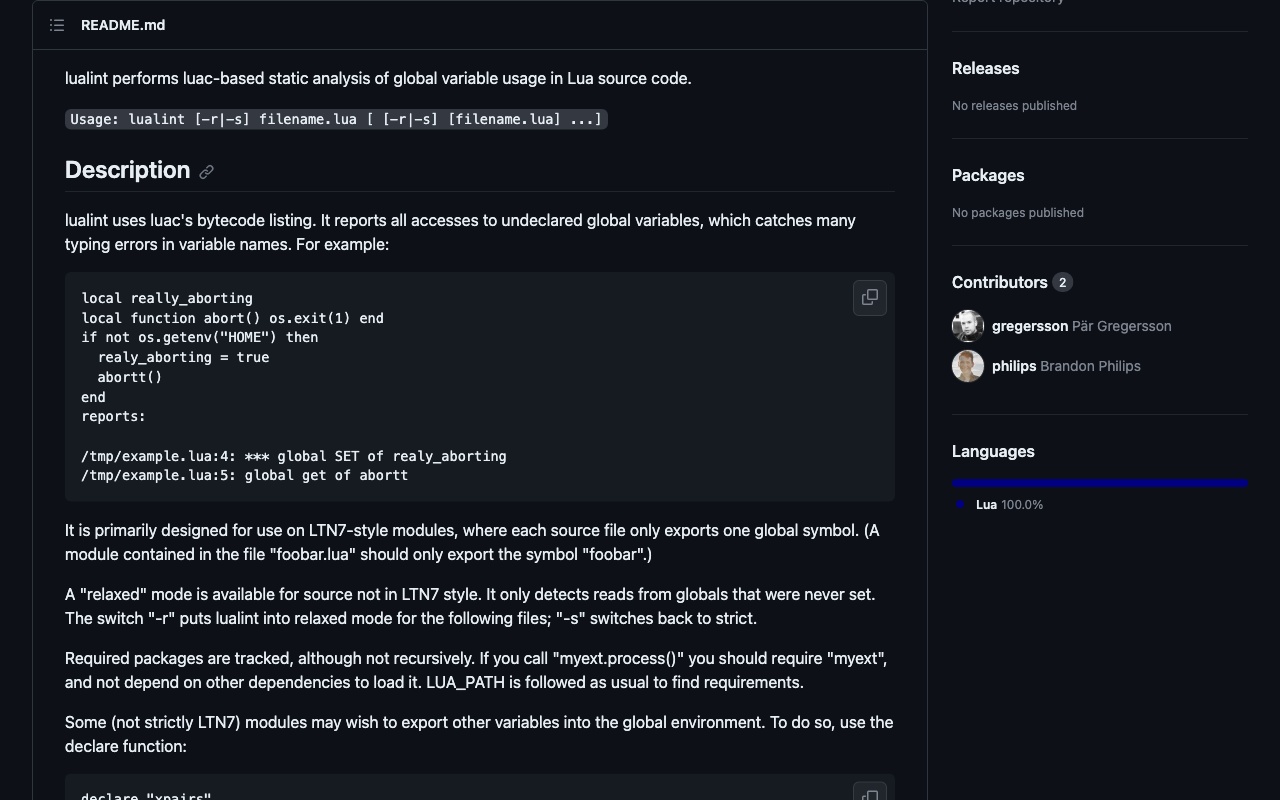 README.md
lualint performs luac-based static analysis of global variable usage in Lua source code.
Usage: lualint [-r|-s] filename.lua [ [-r|-s] [filename.lua] ...]
Description
lualint uses luac's bytecode listing. It reports all accesses to undeclared global variables, which catches many
typing errors in variable names. For example:
local really_aborting
local function abort() os.exit(1) end
if not os.getenv("HOME") then
  realy_aborting = true
  abortt()
end
reports:
/tmp/example.lua:4: *** global SET of realy_aborting
/tmp/example.lua:5: global get of abortt
It is primarily designed for use on LTN7-style modules, where each source file only exports one global symbol. (A
module contained in the file "foobar.lua" should only export the symbol "foobar".)
A "relaxed" mode is available for source not in LTN7 style. It only detects reads from globals that were never set.
The switch "-r" puts lualint into relaxed mode for the following files; "-s" switches back to strict.
Required packages are tracked, although not recursively. If you call "myext.process()" you should require "myext",
and not depend on other dependencies to load it. LUA_PATH is followed as usual to find requirements.
Some (not strictly LTN7) modules may wish to export other variables into the global environment. To do so, use the
declare function:
declare "xpairs"
Report repository
Releases
No releases published
Packages
No packages published
Contributors 2
gregersson Pär Gregersson
philips Brandon Philips
Languages
Lua 100.0%